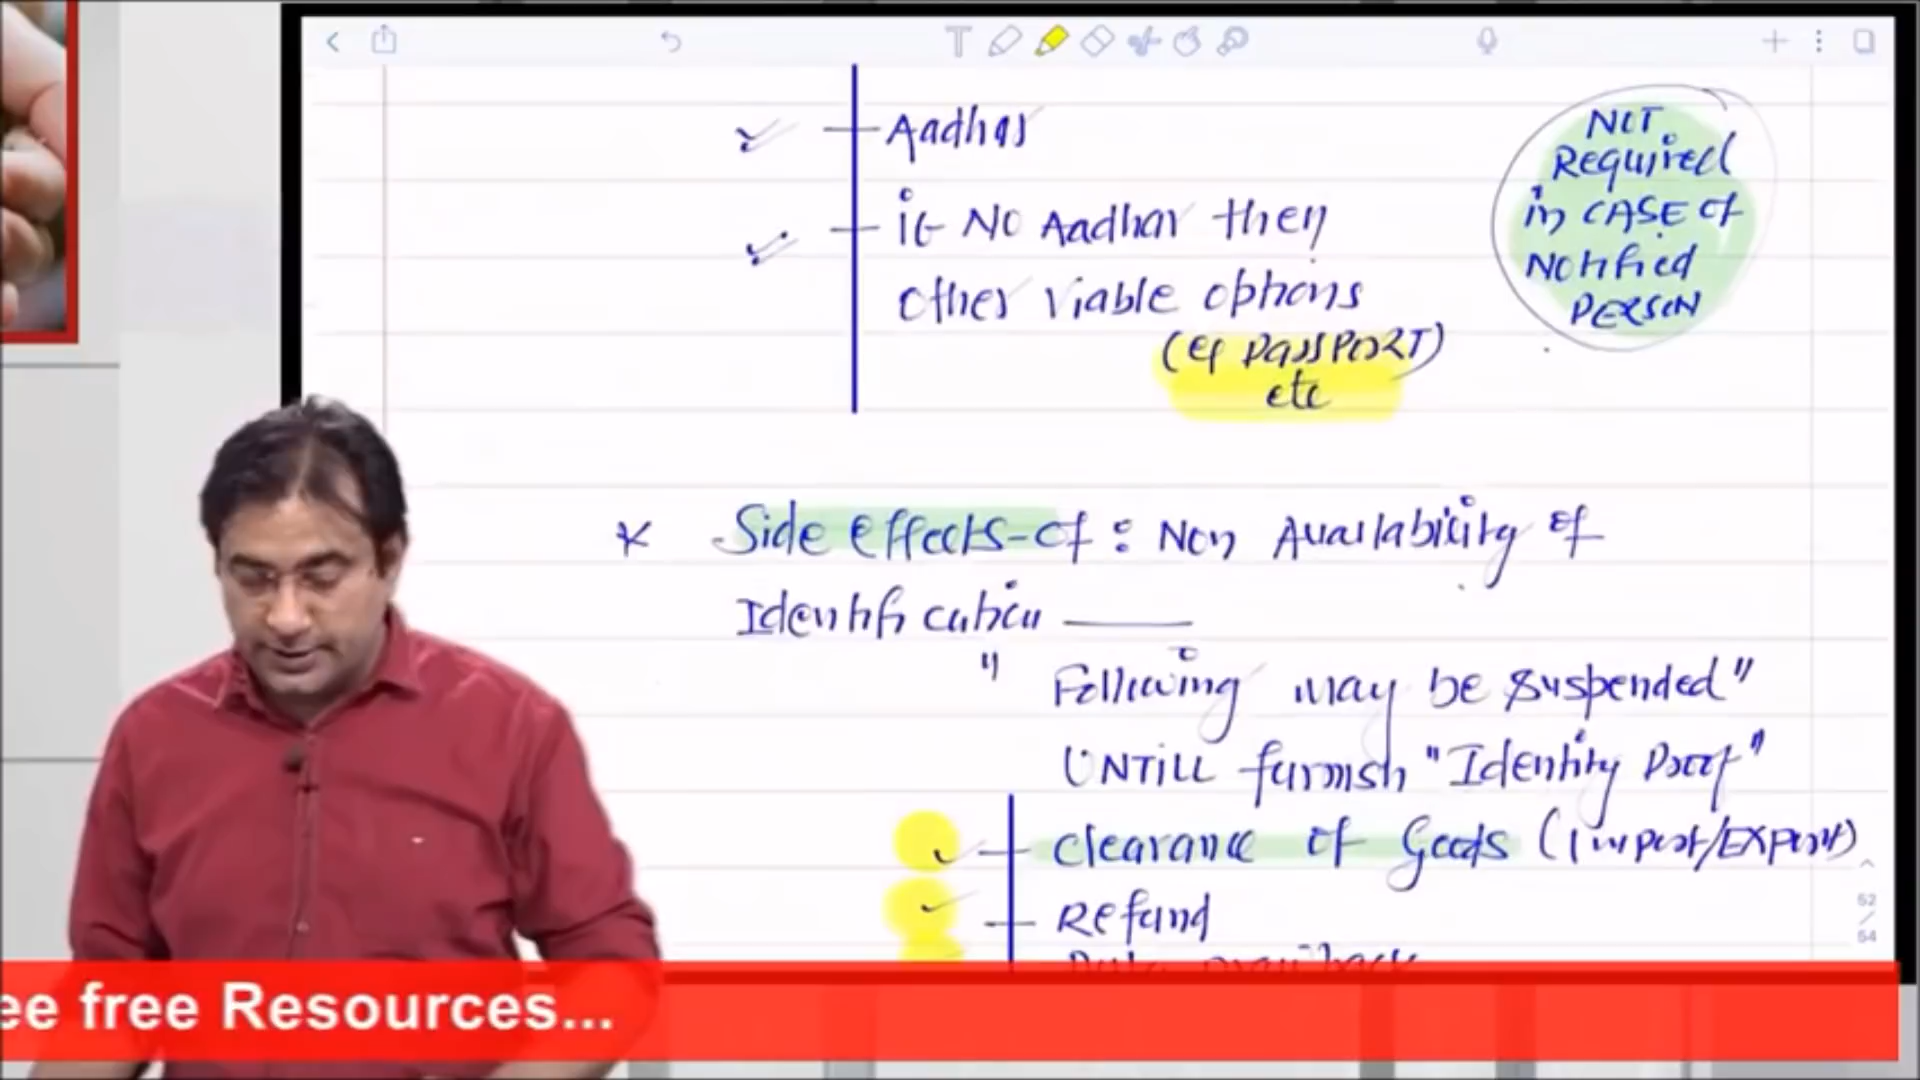 Aadhar
NOT
Required
in CASE of
Notified
PERSON
if No Aadhar then
other viable options
(eg PASSPORT)
etc
* Side effects-of : Non Availability of
Identification
" Following may be suspended"
UNTILL furnish "Identity Proof"
clearance of Goods (Import/EXPORT)
Refund
52
/
54
ee free Resources...